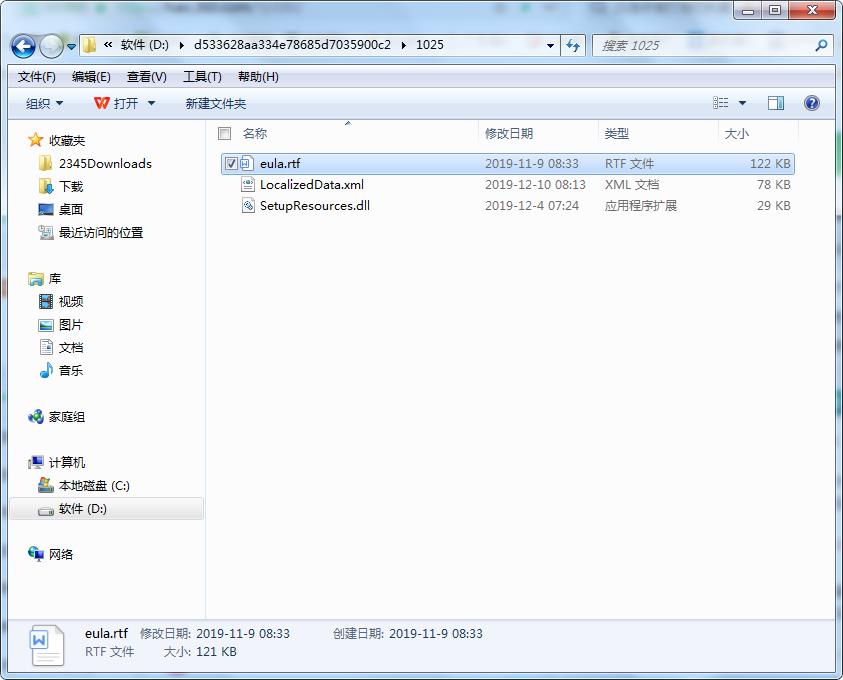 « 软件 (D:) ▸ d533628aa334e78685d7035900c2 ▸ 1025
搜索 1025
文件(F) 编辑(E) 查看(V) 工具(T) 帮助(H)
组织 打开 新建文件夹
收藏夹
2345Downloads
下载
桌面
最近访问的位置
库
视频
图片
文档
音乐
家庭组
计算机
本地磁盘 (C:)
软件 (D:)
网络
名称 修改日期 类型 大小
eula.rtf 2019-11-9 08:33 RTF 文件 122 KB
LocalizedData.xml 2019-12-10 08:13 XML 文档 78 KB
SetupResources.dll 2019-12-4 07:24 应用程序扩展 29 KB
eula.rtf 修改日期: 2019-11-9 08:33 创建日期: 2019-11-9 08:33
RTF 文件 大小: 121 KB